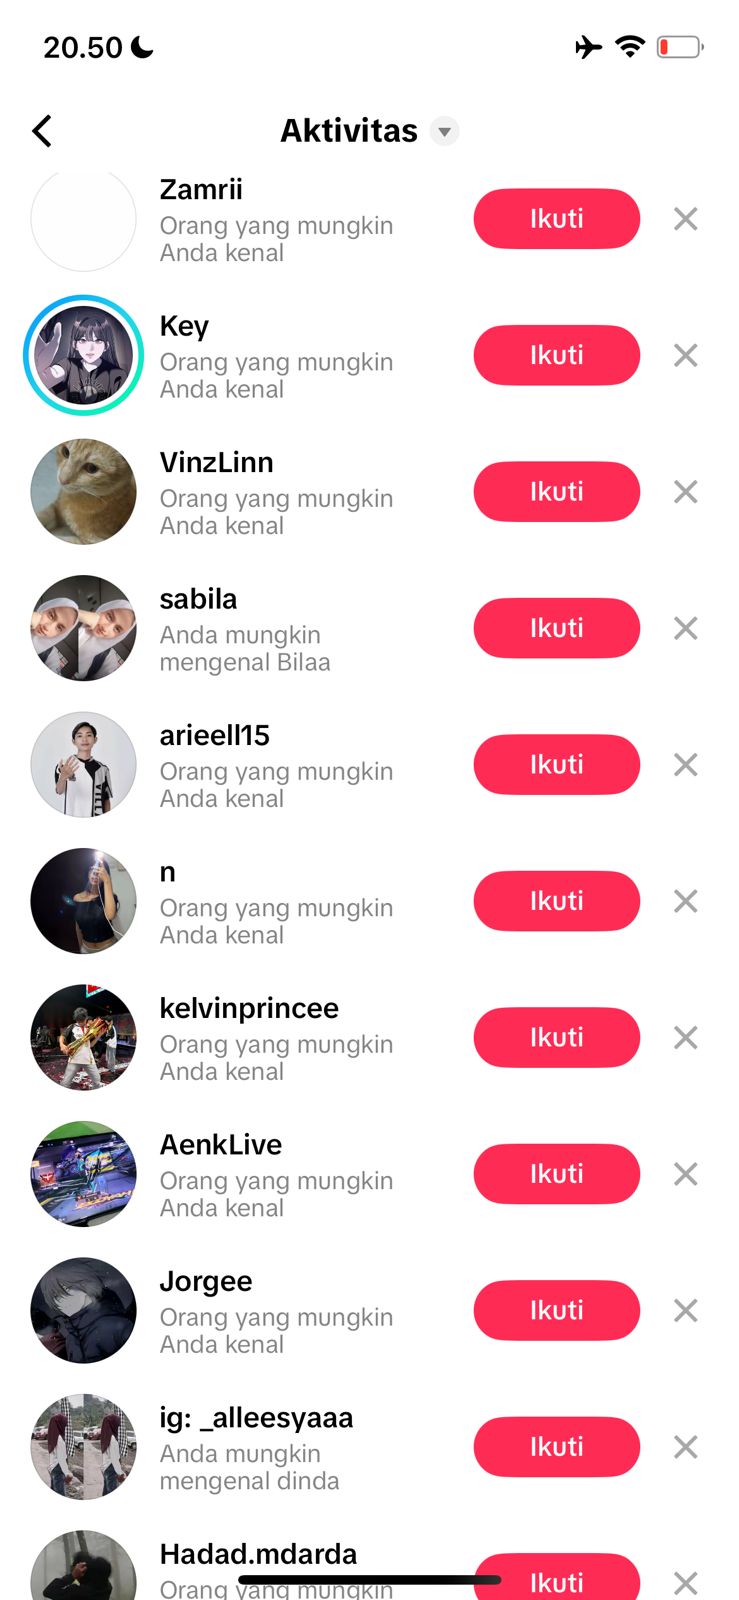 20.50
Aktivitas
Zamrii
Orang yang mungkin
Anda kenal
Ikuti
Key
Orang yang mungkin
Anda kenal
Ikuti
VinzLinn
Orang yang mungkin
Anda kenal
Ikuti
sabila
Anda mungkin
mengenal Bilaa
Ikuti
arieell15
Orang yang mungkin
Anda kenal
Ikuti
n
Orang yang mungkin
Anda kenal
Ikuti
kelvinprincee
Orang yang mungkin
Anda kenal
Ikuti
AenkLive
Orang yang mungkin
Anda kenal
Ikuti
Jorgee
Orang yang mungkin
Anda kenal
Ikuti
ig: _alleesyaaa
Anda mungkin
mengenal dinda
Ikuti
Hadad.mdarda
Orang yang mungkin
Ikuti